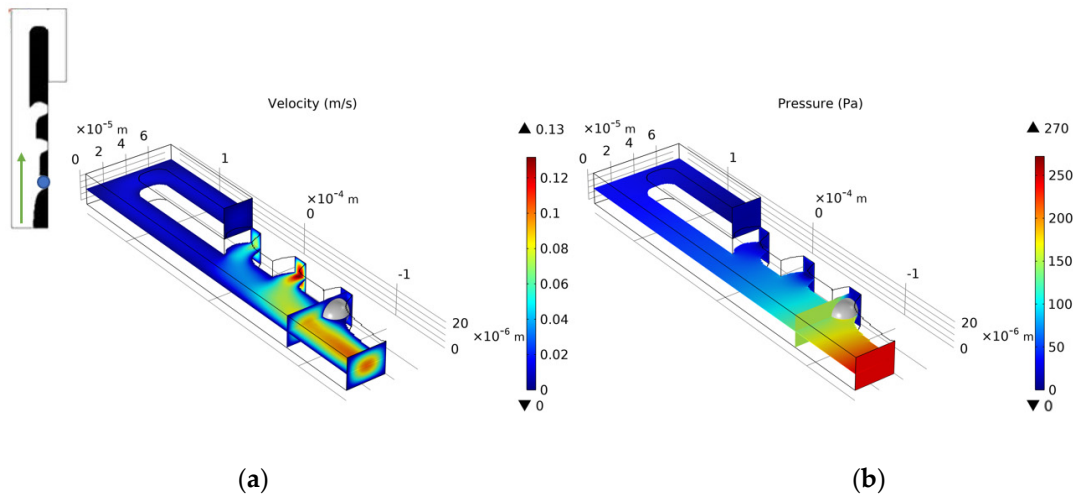 Velocity (m/s)
×10⁻⁵ m
0 2 4 6
1
×10⁻⁴ m
0
-1
20
0
×10⁻⁶ m
▲ 0.13
0.12
0.1
0.08
0.06
0.04
0.02
0
▼ 0
(a)
Pressure (Pa)
×10⁻⁵ m
0 2 4 6
1
×10⁻⁴ m
0
-1
20
0
×10⁻⁶ m
▲ 270
250
200
150
100
50
0
▼ 0
(b)